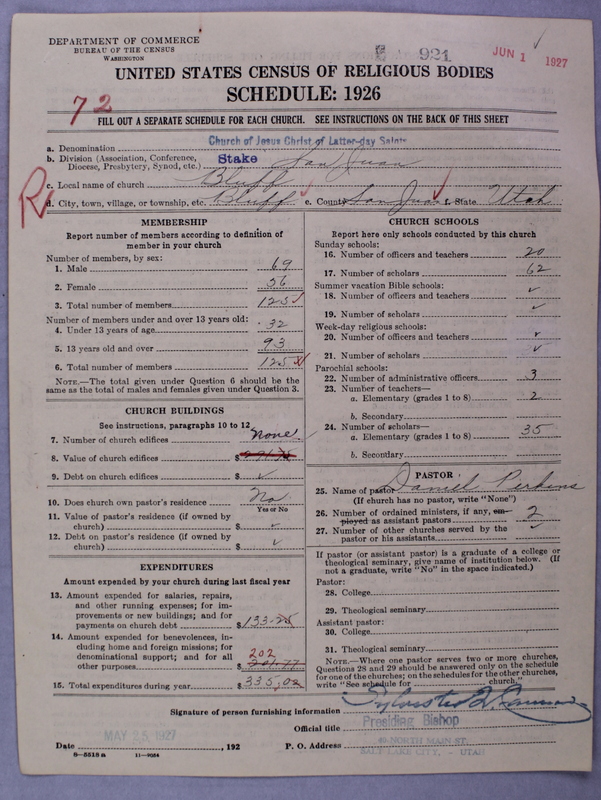 DEPARTMENT OF COMMERCE
BUREAU OF THE CENSUS
WASHINGTON
921
JUN 1 1927
UNITED STATES CENSUS OF RELIGIOUS BODIES
SCHEDULE: 1926
72
FILL OUT A SEPARATE SCHEDULE FOR EACH CHURCH. SEE INSTRUCTIONS ON THE BACK OF THIS SHEET
a. Denomination Church of Jesus Christ of Latter-day Saints
b. Division (Association, Conference, Diocese, Presbytery, Synod, etc.) Stake San Juan
c. Local name of church Bluff
R
d. City, town, village, or township, etc. Bluff e. County San Juan f. State Utah
MEMBERSHIP
Report number of members according to definition of
member in your church
Number of members, by sex:
1. Male 69
2. Female 56
3. Total number of members 125
Number of members under and over 13 years old:
4. Under 13 years of age 32
5. 13 years old and over 93
6. Total number of members 125
NOTE.—The total given under Question 6 should be the
same as the total of males and females given under Question 3.
CHURCH BUILDINGS
See instructions, paragraphs 10 to 12
7. Number of church edifices none
8. Value of church edifices $
9. Debt on church edifices $ ✓
10. Does church own pastor's residence No
Yes or No
11. Value of pastor's residence (if owned by
church) $ ✓
12. Debt on pastor's residence (if owned by
church) $ ✓
EXPENDITURES
Amount expended by your church during last fiscal year
13. Amount expended for salaries, repairs,
and other running expenses; for im-
provements or new buildings; and for
payments on church debt $133.25
14. Amount expended for benevolences, in-
cluding home and foreign missions; for
denominational support; and for all
other purposes $ 202
201.77
15. Total expenditures during year $335.02
CHURCH SCHOOLS
Report here only schools conducted by this church
Sunday schools:
16. Number of officers and teachers 20
17. Number of scholars 62
Summer vacation Bible schools:
18. Number of officers and teachers ✓
19. Number of scholars ✓
Week-day religious schools:
20. Number of officers and teachers ✓
21. Number of scholars ✓
Parochial schools:
22. Number of administrative officers 3
23. Number of teachers—
a. Elementary (grades 1 to 8) 2
b. Secondary
24. Number of scholars—
a. Elementary (grades 1 to 8) 35
b. Secondary
PASTOR
25. Name of pastor Daniel Perkins
(If church has no pastor, write "None")
26. Number of ordained ministers, if any, em-
ployed as assistant pastors 2
27. Number of other churches served by the
pastor or his assistants ✓
If pastor (or assistant pastor) is a graduate of a college or
theological seminary, give name of institution below. (If
not a graduate, write "No" in the space indicated.)
Pastor:
28. College
29. Theological seminary
Assistant pastor:
30. College
31. Theological seminary
NOTE.—Where one pastor serves two or more churches,
Questions 28 and 29 should be answered only on the schedule
for one of the churches; on the schedules for the other churches,
write "See schedule for church."
Signature of person furnishing information Sylvester Q. Cannon
Official title Presiding Bishop
Date MAY 25 1927, 192 P. O. Address 40 NORTH MAIN ST.
SALT LAKE CITY, - UTAH
8—5518 a 11—9054